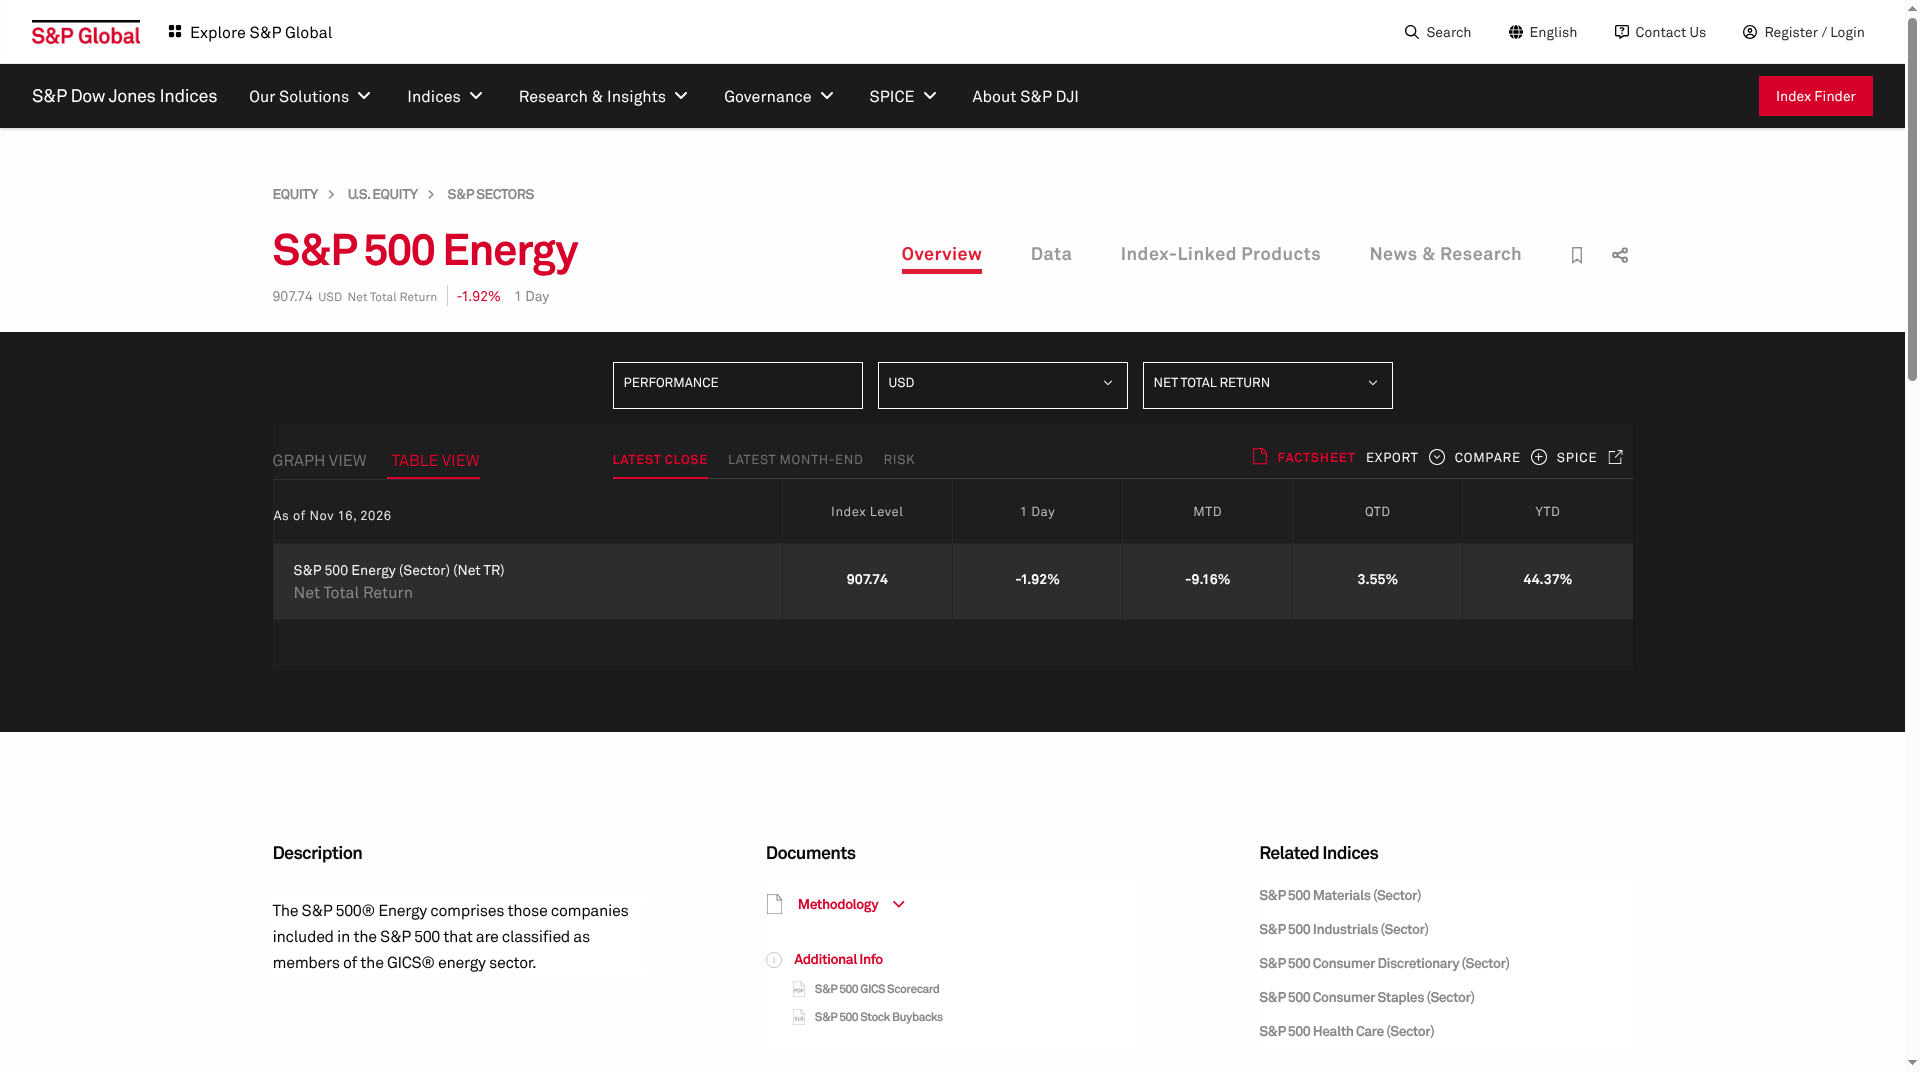 S&P Global
Explore S&P Global
Search
English
Contact Us
Register / Login
S&P Dow Jones Indices
Our Solutions
Indices
Research & Insights
Governance
SPICE
About S&P DJI
Index Finder
EQUITY > U.S. EQUITY > S&P SECTORS
S&P 500 Energy
907.74 USD Net Total Return -1.92% 1 Day
Overview
Data
Index-Linked Products
News & Research
PERFORMANCE
USD
NET TOTAL RETURN
GRAPH VIEW
TABLE VIEW
LATEST CLOSE
LATEST MONTH-END
RISK
FACTSHEET
EXPORT
COMPARE
SPICE
As of Nov 16, 2026
Index Level
1 Day
MTD
QTD
YTD
S&P 500 Energy (Sector) (Net TR)
Net Total Return
907.74
-1.92%
-9.16%
3.55%
44.37%
Description
The S&P 500® Energy comprises those companies
included in the S&P 500 that are classified as
members of the GICS® energy sector.
Documents
Methodology
Additional Info
PDF S&P 500 GICS Scorecard
XLS S&P 500 Stock Buybacks
Related Indices
S&P 500 Materials (Sector)
S&P 500 Industrials (Sector)
S&P 500 Consumer Discretionary (Sector)
S&P 500 Consumer Staples (Sector)
S&P 500 Health Care (Sector)